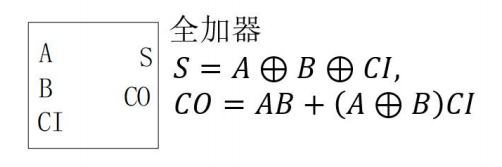 全加器
A S
B CO
CI
S = A ⊕ B ⊕ CI,
CO = AB + (A ⊕ B)CI